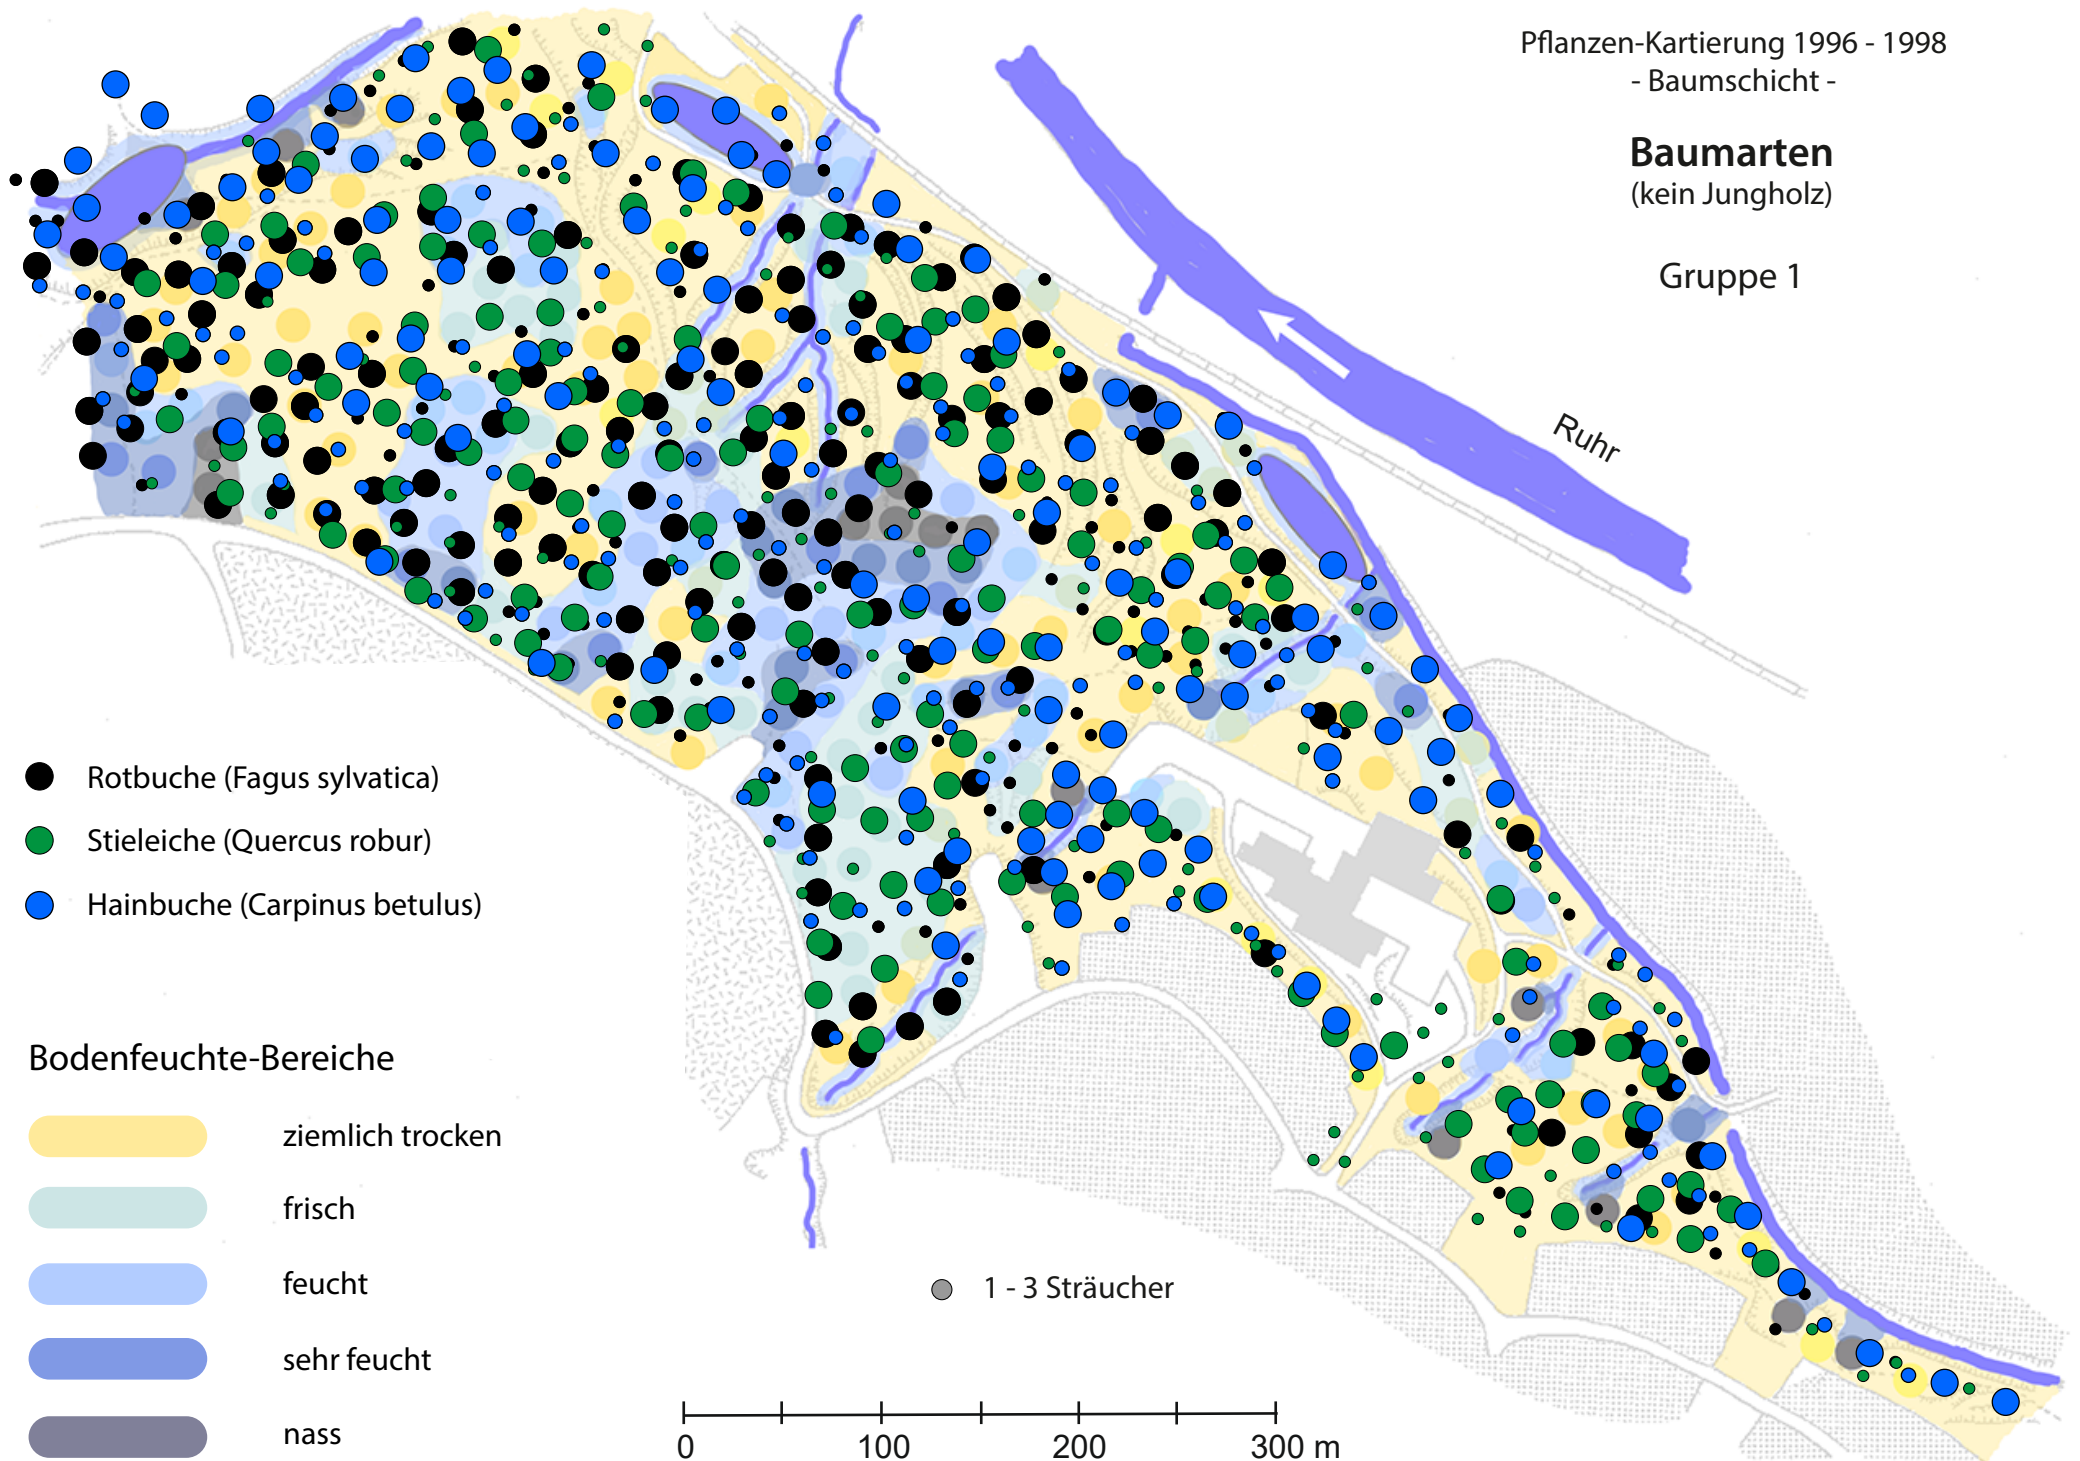 Pflanzen-Kartierung 1996 - 1998
- Baumschicht -
Baumarten
(kein Jungholz)
Gruppe 1
Ruhr
Rotbuche (Fagus sylvatica)
Stieleiche (Quercus robur)
Hainbuche (Carpinus betulus)
Bodenfeuchte-Bereiche
ziemlich trocken
frisch
feucht
sehr feucht
nass
1 - 3 Sträucher
0 100 200 300 m